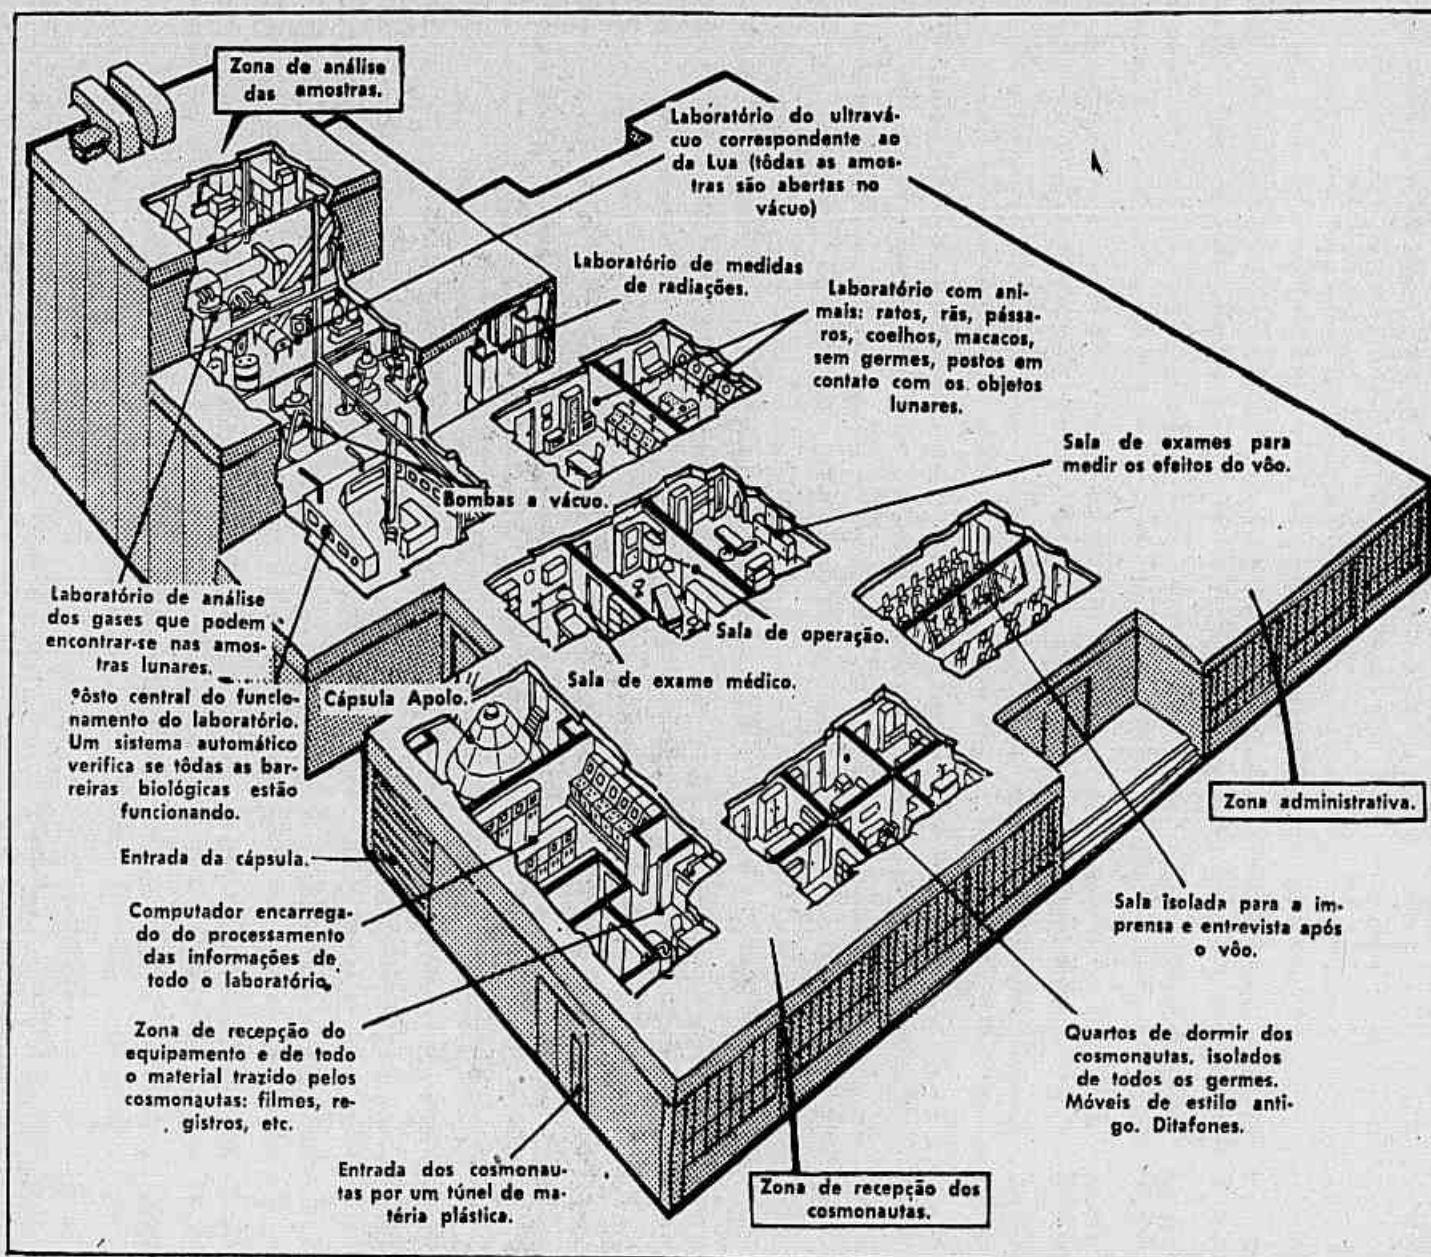 Zona de análise
das amostras.
Laboratório do ultravá-
cuo correspondente ao
da Lua (tôdas as amos-
tras são abertas no
vácuo)
Laboratório de medidas
de radiações.
Laboratório com ani-
mais: ratos, rãs, pássa-
ros, coelhos, macacos,
sem germes, postos em
contato com os objetos
lunares.
Sala de exames para
medir os efeitos do vôo.
Bombas a vácuo.
Laboratório de análise
dos gases que podem
encontrar-se nas amos-
tras lunares.
Sala de operação.
Sala de exame médico.
Cápsula Apolo.
Pôsto central do funcio-
namento do laboratório.
Um sistema automático
verifica se tôdas as bar-
reiras biológicas estão
funcionando.
Zona administrativa.
Entrada da cápsula.
Computador encarrega-
do do processamento
das informações de
todo o laboratório.
Sala isolada para a im-
prensa e entrevista após
o vôo.
Zona de recepção do
equipamento e de todo
o material trazido pelos
cosmonautas: filmes, re-
gistros, etc.
Quartos de dormir dos
cosmonautas, isolados
de todos os germes.
Móveis de estilo anti-
go. Ditafones.
Entrada dos cosmonau-
tas por um túnel de ma-
téria plástica.
Zona de recepção dos
cosmonautas.